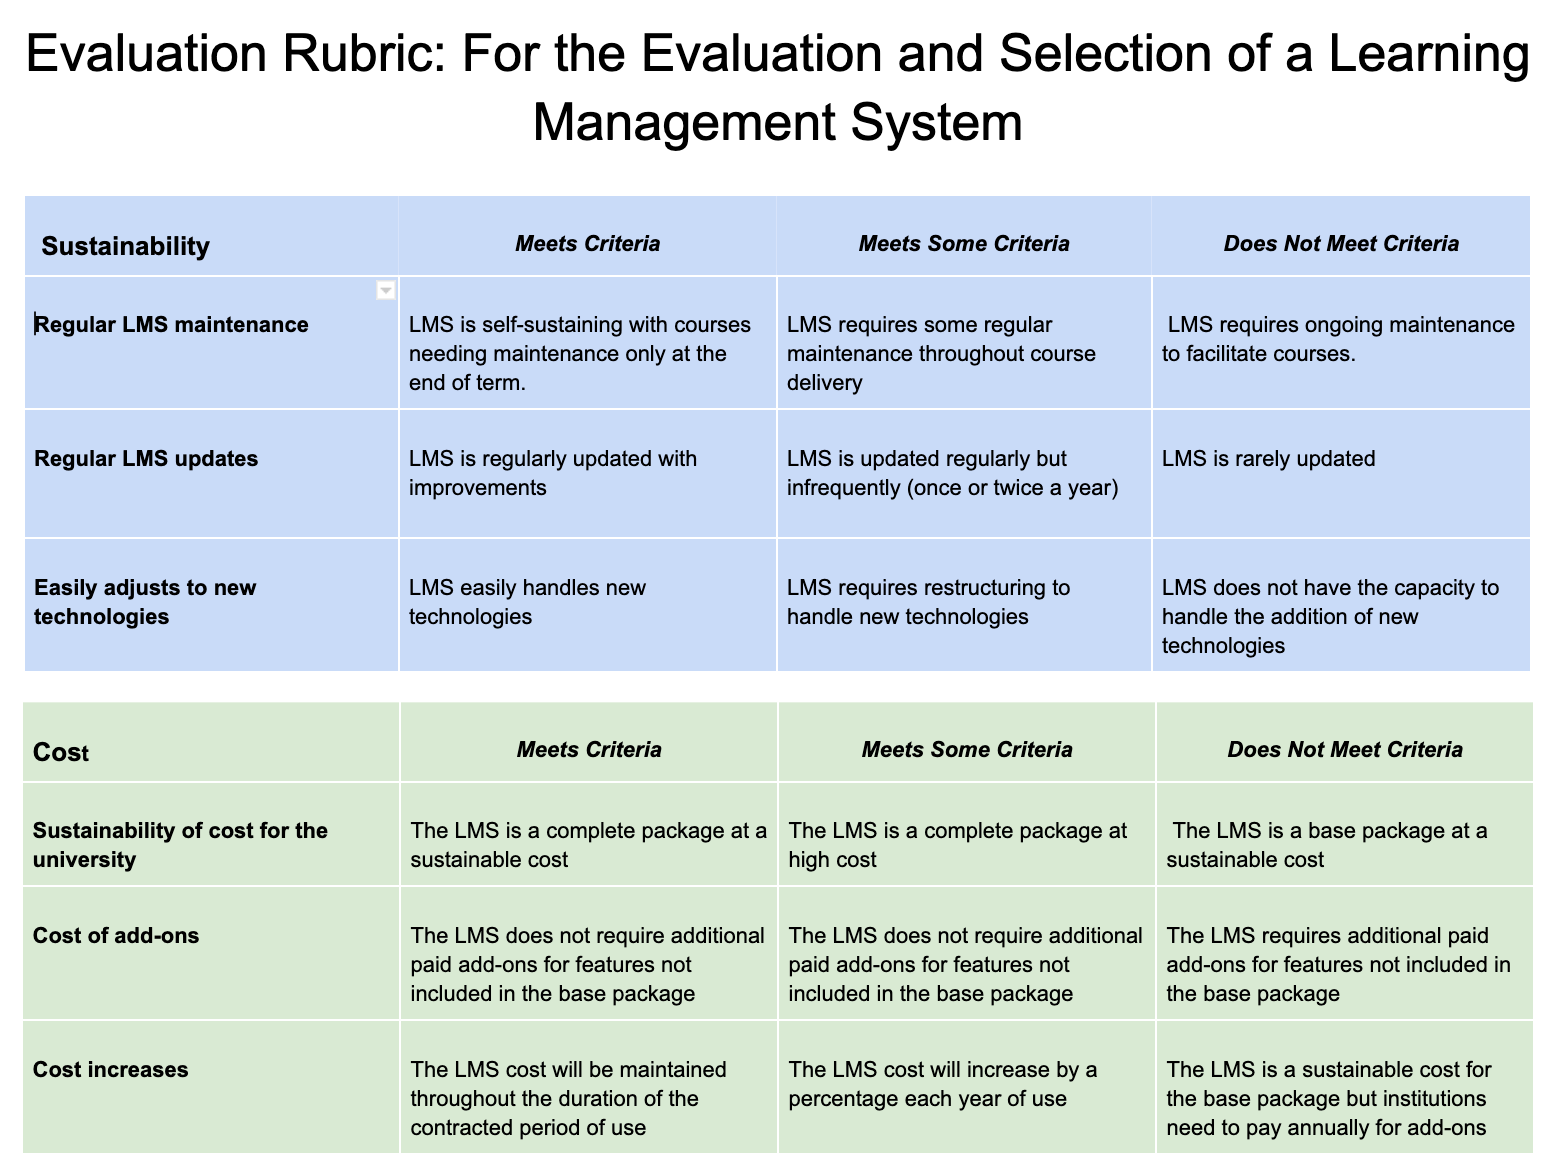 Evaluation Rubric: For the Evaluation and Selection of a Learning
Management System
Sustainability
Meets Criteria
Meets Some Criteria
Does Not Meet Criteria
Regular LMS maintenance
LMS is self-sustaining with courses
needing maintenance only at the
end of term.
LMS requires some regular
maintenance throughout course
delivery
LMS requires ongoing maintenance
to facilitate courses.
Regular LMS updates
LMS is regularly updated with
improvements
LMS is updated regularly but
infrequently (once or twice a year)
LMS is rarely updated
Easily adjusts to new
technologies
LMS easily handles new
technologies
LMS requires restructuring to
handle new technologies
LMS does not have the capacity to
handle the addition of new
technologies
Cost
Meets Criteria
Meets Some Criteria
Does Not Meet Criteria
Sustainability of cost for the
university
The LMS is a complete package at a
sustainable cost
The LMS is a complete package at
high cost
The LMS is a base package at a
sustainable cost
Cost of add-ons
The LMS does not require additional
paid add-ons for features not
included in the base package
The LMS does not require additional
paid add-ons for features not
included in the base package
The LMS requires additional paid
add-ons for features not included in
the base package
Cost increases
The LMS cost will be maintained
throughout the duration of the
contracted period of use
The LMS cost will increase by a
percentage each year of use
The LMS is a sustainable cost for
the base package but institutions
need to pay annually for add-ons